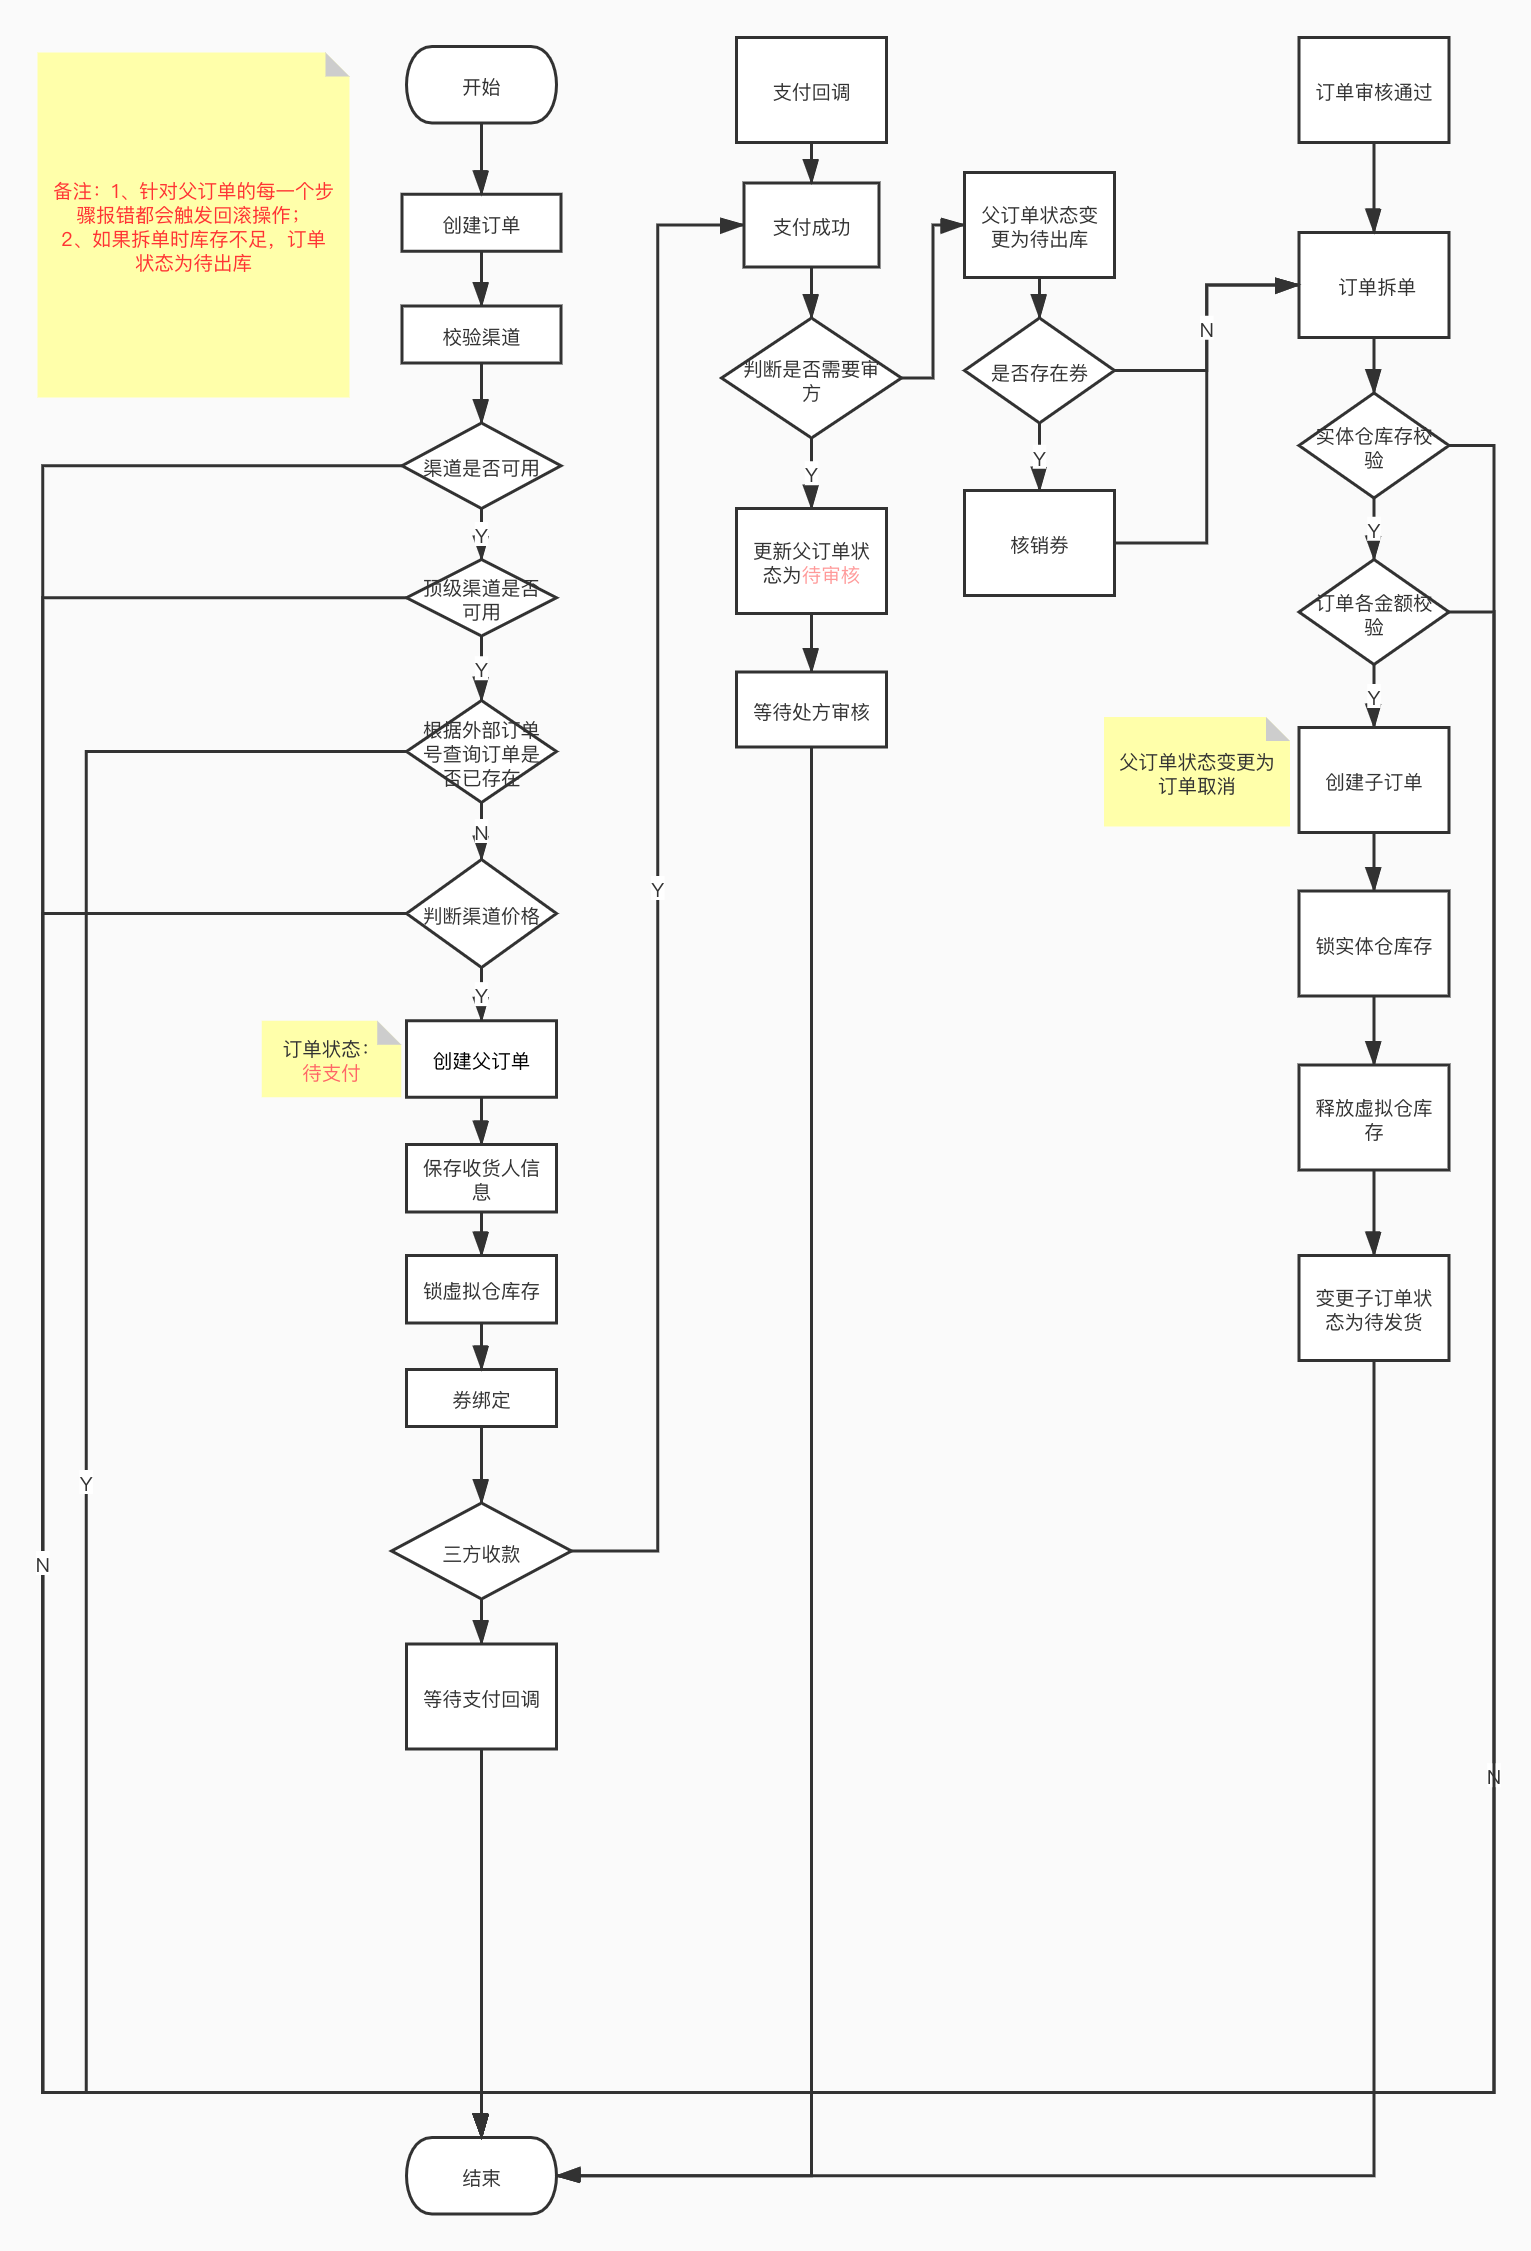 备注：1、针对父订单的每一个步
骤报错都会触发回滚操作；
2、如果拆单时库存不足，订单
状态为待出库
开始
创建订单
校验渠道
渠道是否可用
Y
顶级渠道是否
可用
Y
根据外部订单
号查询订单是
否已存在
N
判断渠道价格
Y
订单状态：
待支付
创建父订单
保存收货人信
息
锁虚拟仓库存
券绑定
Y
三方收款
N
等待支付回调
结束
Y
支付回调
支付成功
判断是否需要审
方
Y
更新父订单状
态为待审核
等待处方审核
父订单状态变
更为待出库
是否存在券
N
Y
核销券
订单审核通过
订单拆单
实体仓库存校
验
Y
订单各金额校
验
Y
父订单状态变更为
订单取消
创建子订单
锁实体仓库存
释放虚拟仓库
存
变更子订单状
态为待发货
N